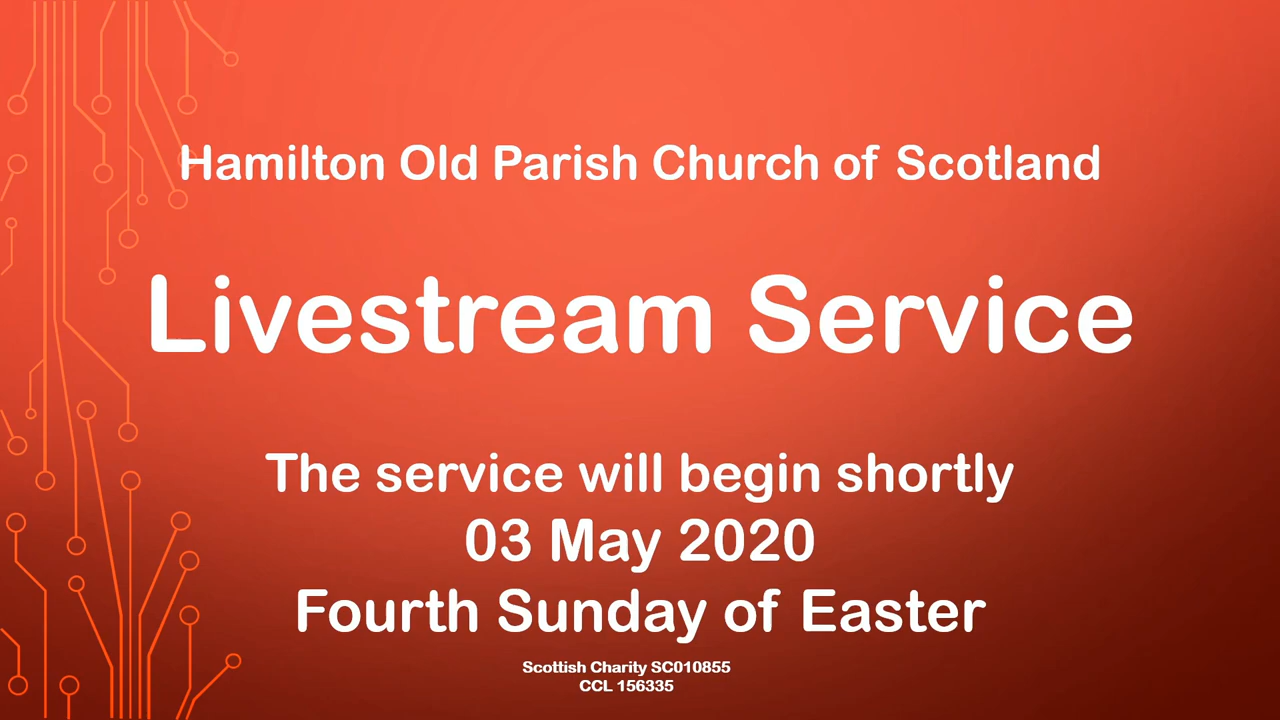 Hamilton Old Parish Church of Scotland
Livestream Service
The service will begin shortly
03 May 2020
Fourth Sunday of Easter
Scottish Charity SC010855
CCL 156335